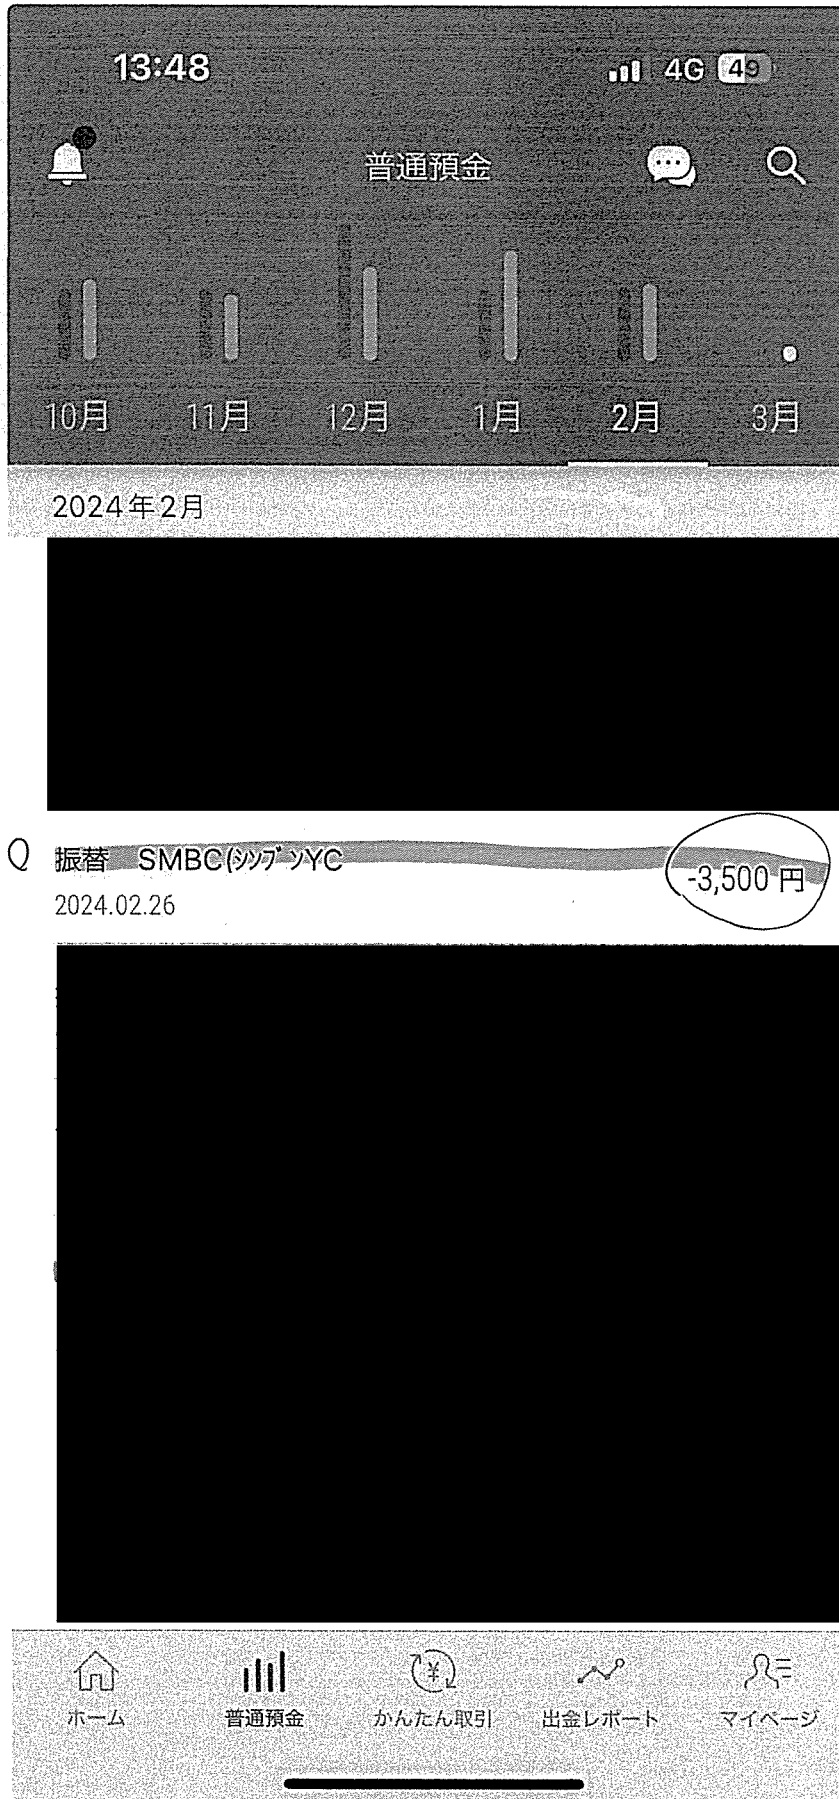 13:48 4G 49
普通預金
10月 11月 12月 1月 2月 3月
2024年2月
Q 振替 SMBC(シンブンYC
-3,500 円
2024.02.26
ホーム 普通預金 かんたん取引 出金レポート マイページ